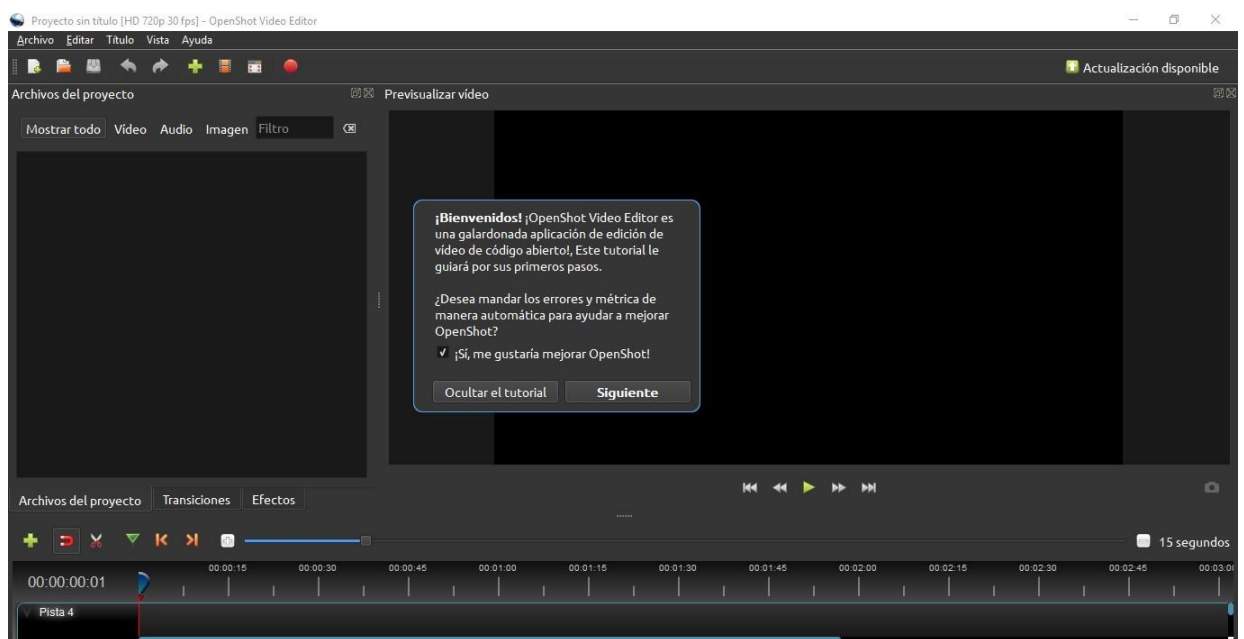 Proyecto sin título [HD 720p 30 fps] - OpenShot Video Editor
Archivo Editar Título Vista Ayuda
Actualización disponible
Archivos del proyecto
Previsualizar vídeo
Mostrar todo Vídeo Audio Imagen Filtro
¡Bienvenidos! ¡OpenShot Video Editor es
una galardonada aplicación de edición de
vídeo de código abierto!, Este tutorial le
guiará por sus primeros pasos.
¿Desea mandar los errores y métrica de
manera automática para ayudar a mejorar
OpenShot?
¡Sí, me gustaría mejorar OpenShot!
Ocultar el tutorial Siguiente
Archivos del proyecto Transiciones Efectos
15 segundos
00:00:00:01
00:00:15 00:00:30 00:00:45 00:01:00 00:01:15 00:01:30 00:01:45 00:02:00 00:02:15 00:02:30 00:02:45
Pista 4